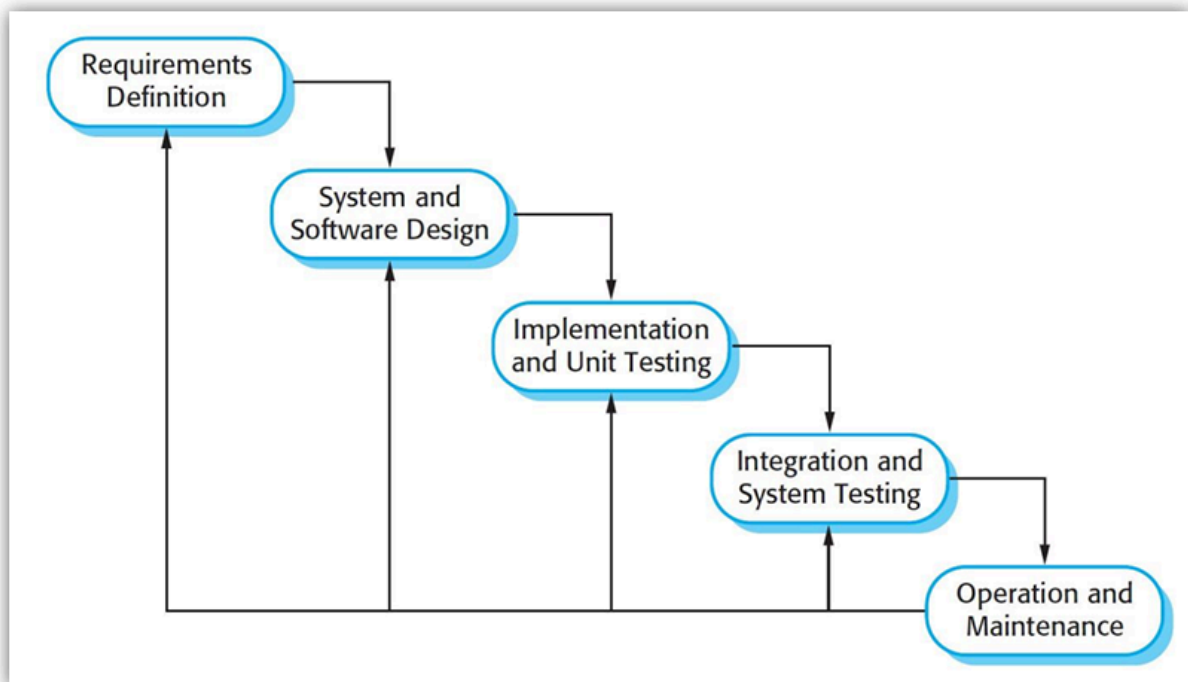 Requirements
Definition
System and
Software Design
Implementation
and Unit Testing
Integration and
System Testing
Operation and
Maintenance